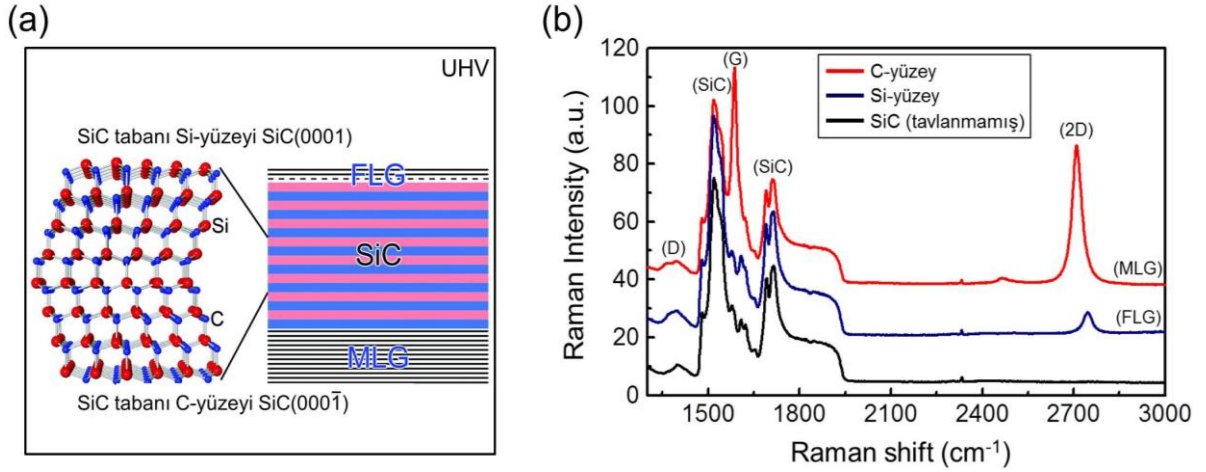 (a)
UHV
SiC tabanı Si-yüzeyi SiC(0001)
FLG
Si
SiC
C
MLG
SiC tabanı C-yüzeyi SiC(0001̅)
(b)
120
100
80
60
40
20
0
Raman Intensity (a.u.)
C-yüzey
Si-yüzey
SiC (tavlanmamış)
(G)
(SiC)
(2D)
(SiC)
(D)
(MLG)
(FLG)
1500
1800
2100
2400
2700
3000
Raman shift (cm⁻¹)